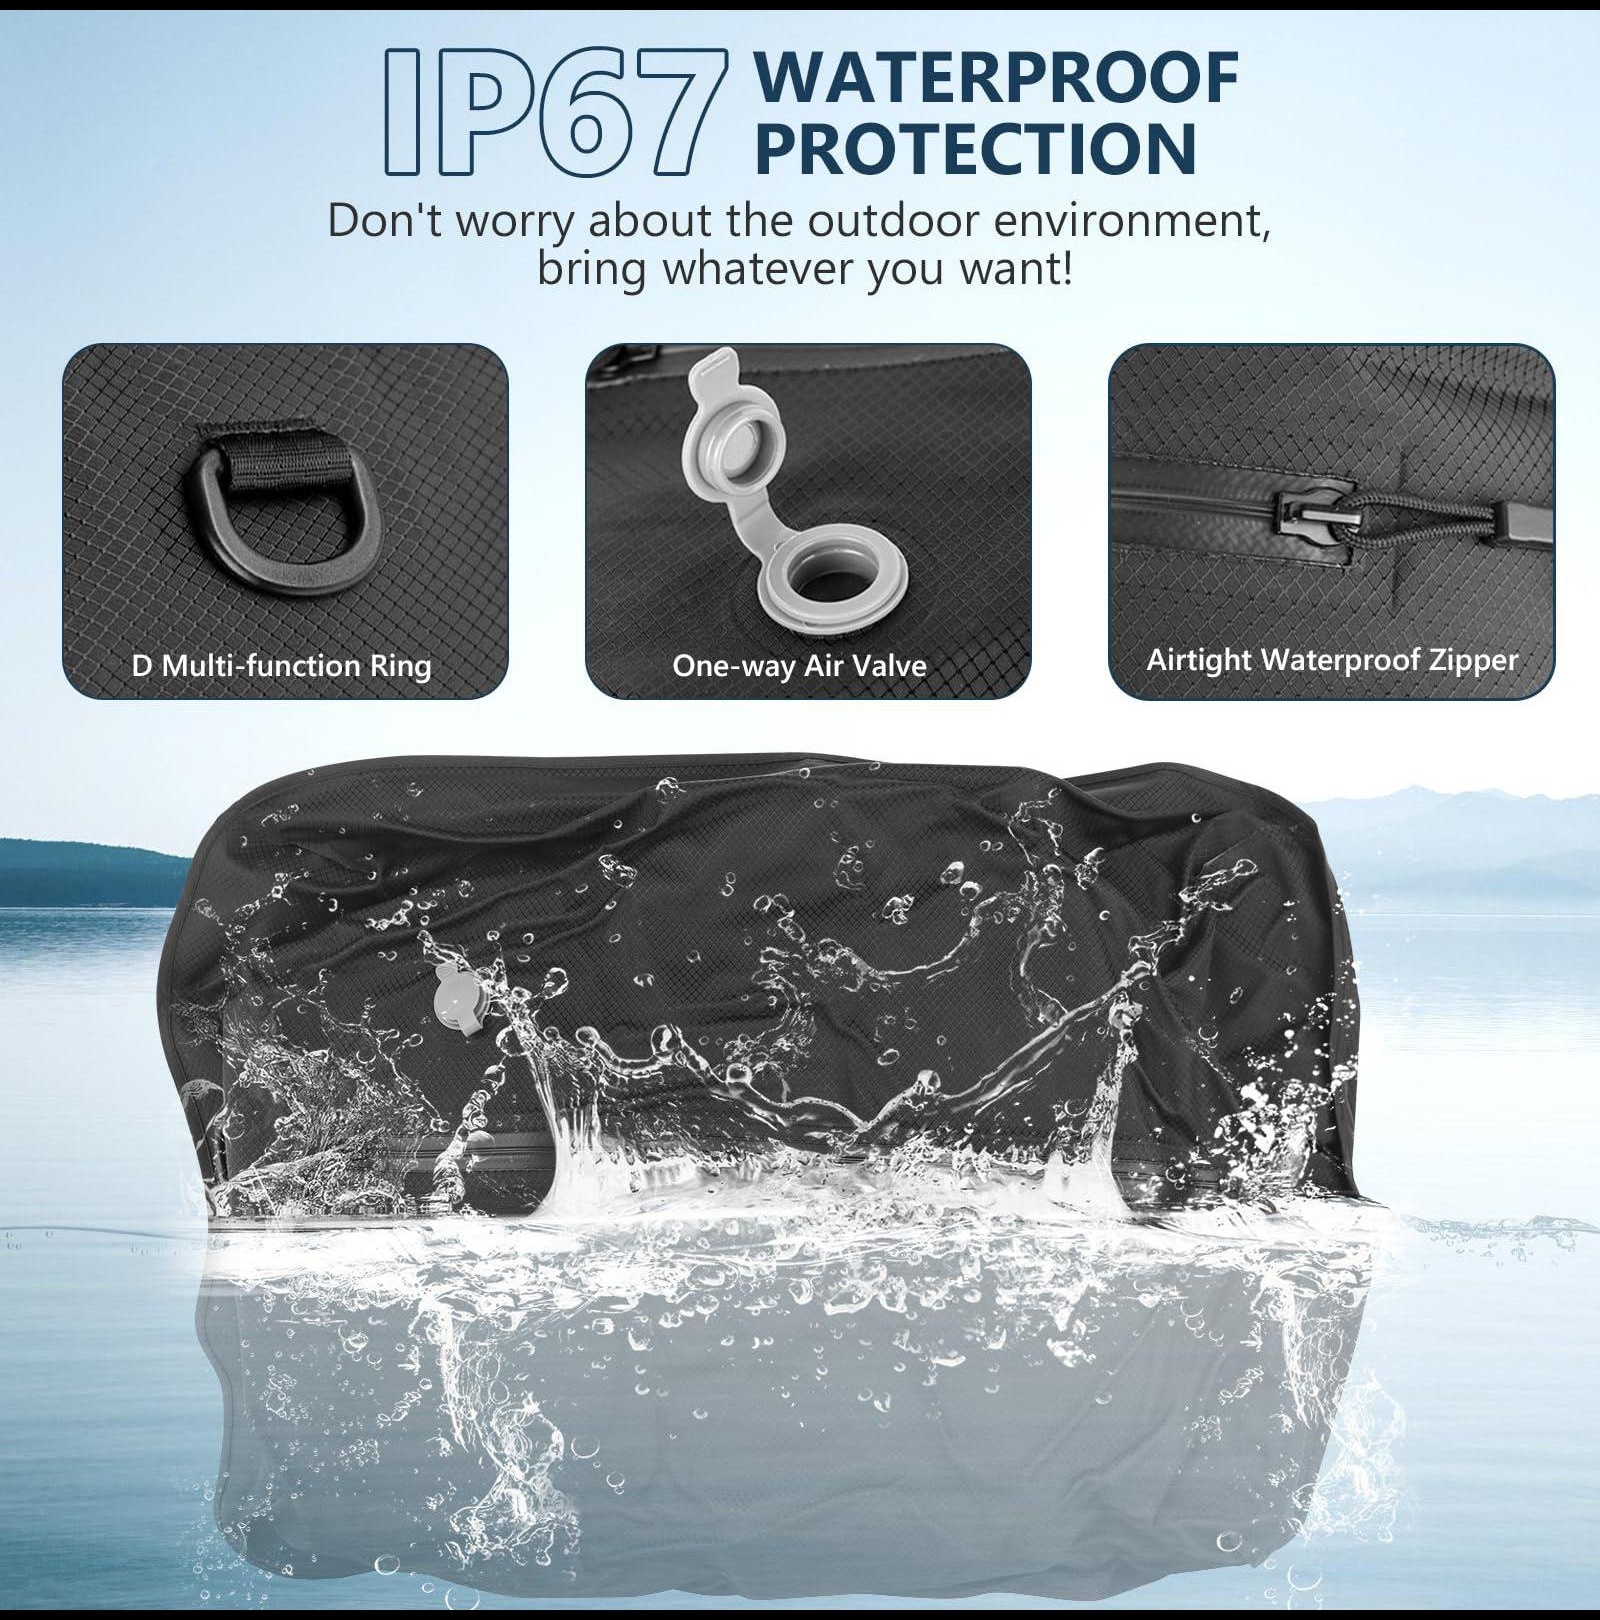 IP67 WATERPROOF
PROTECTION
Don't worry about the outdoor environment,
bring whatever you want!
D Multi-function Ring
One-way Air Valve
Airtight Waterproof Zipper